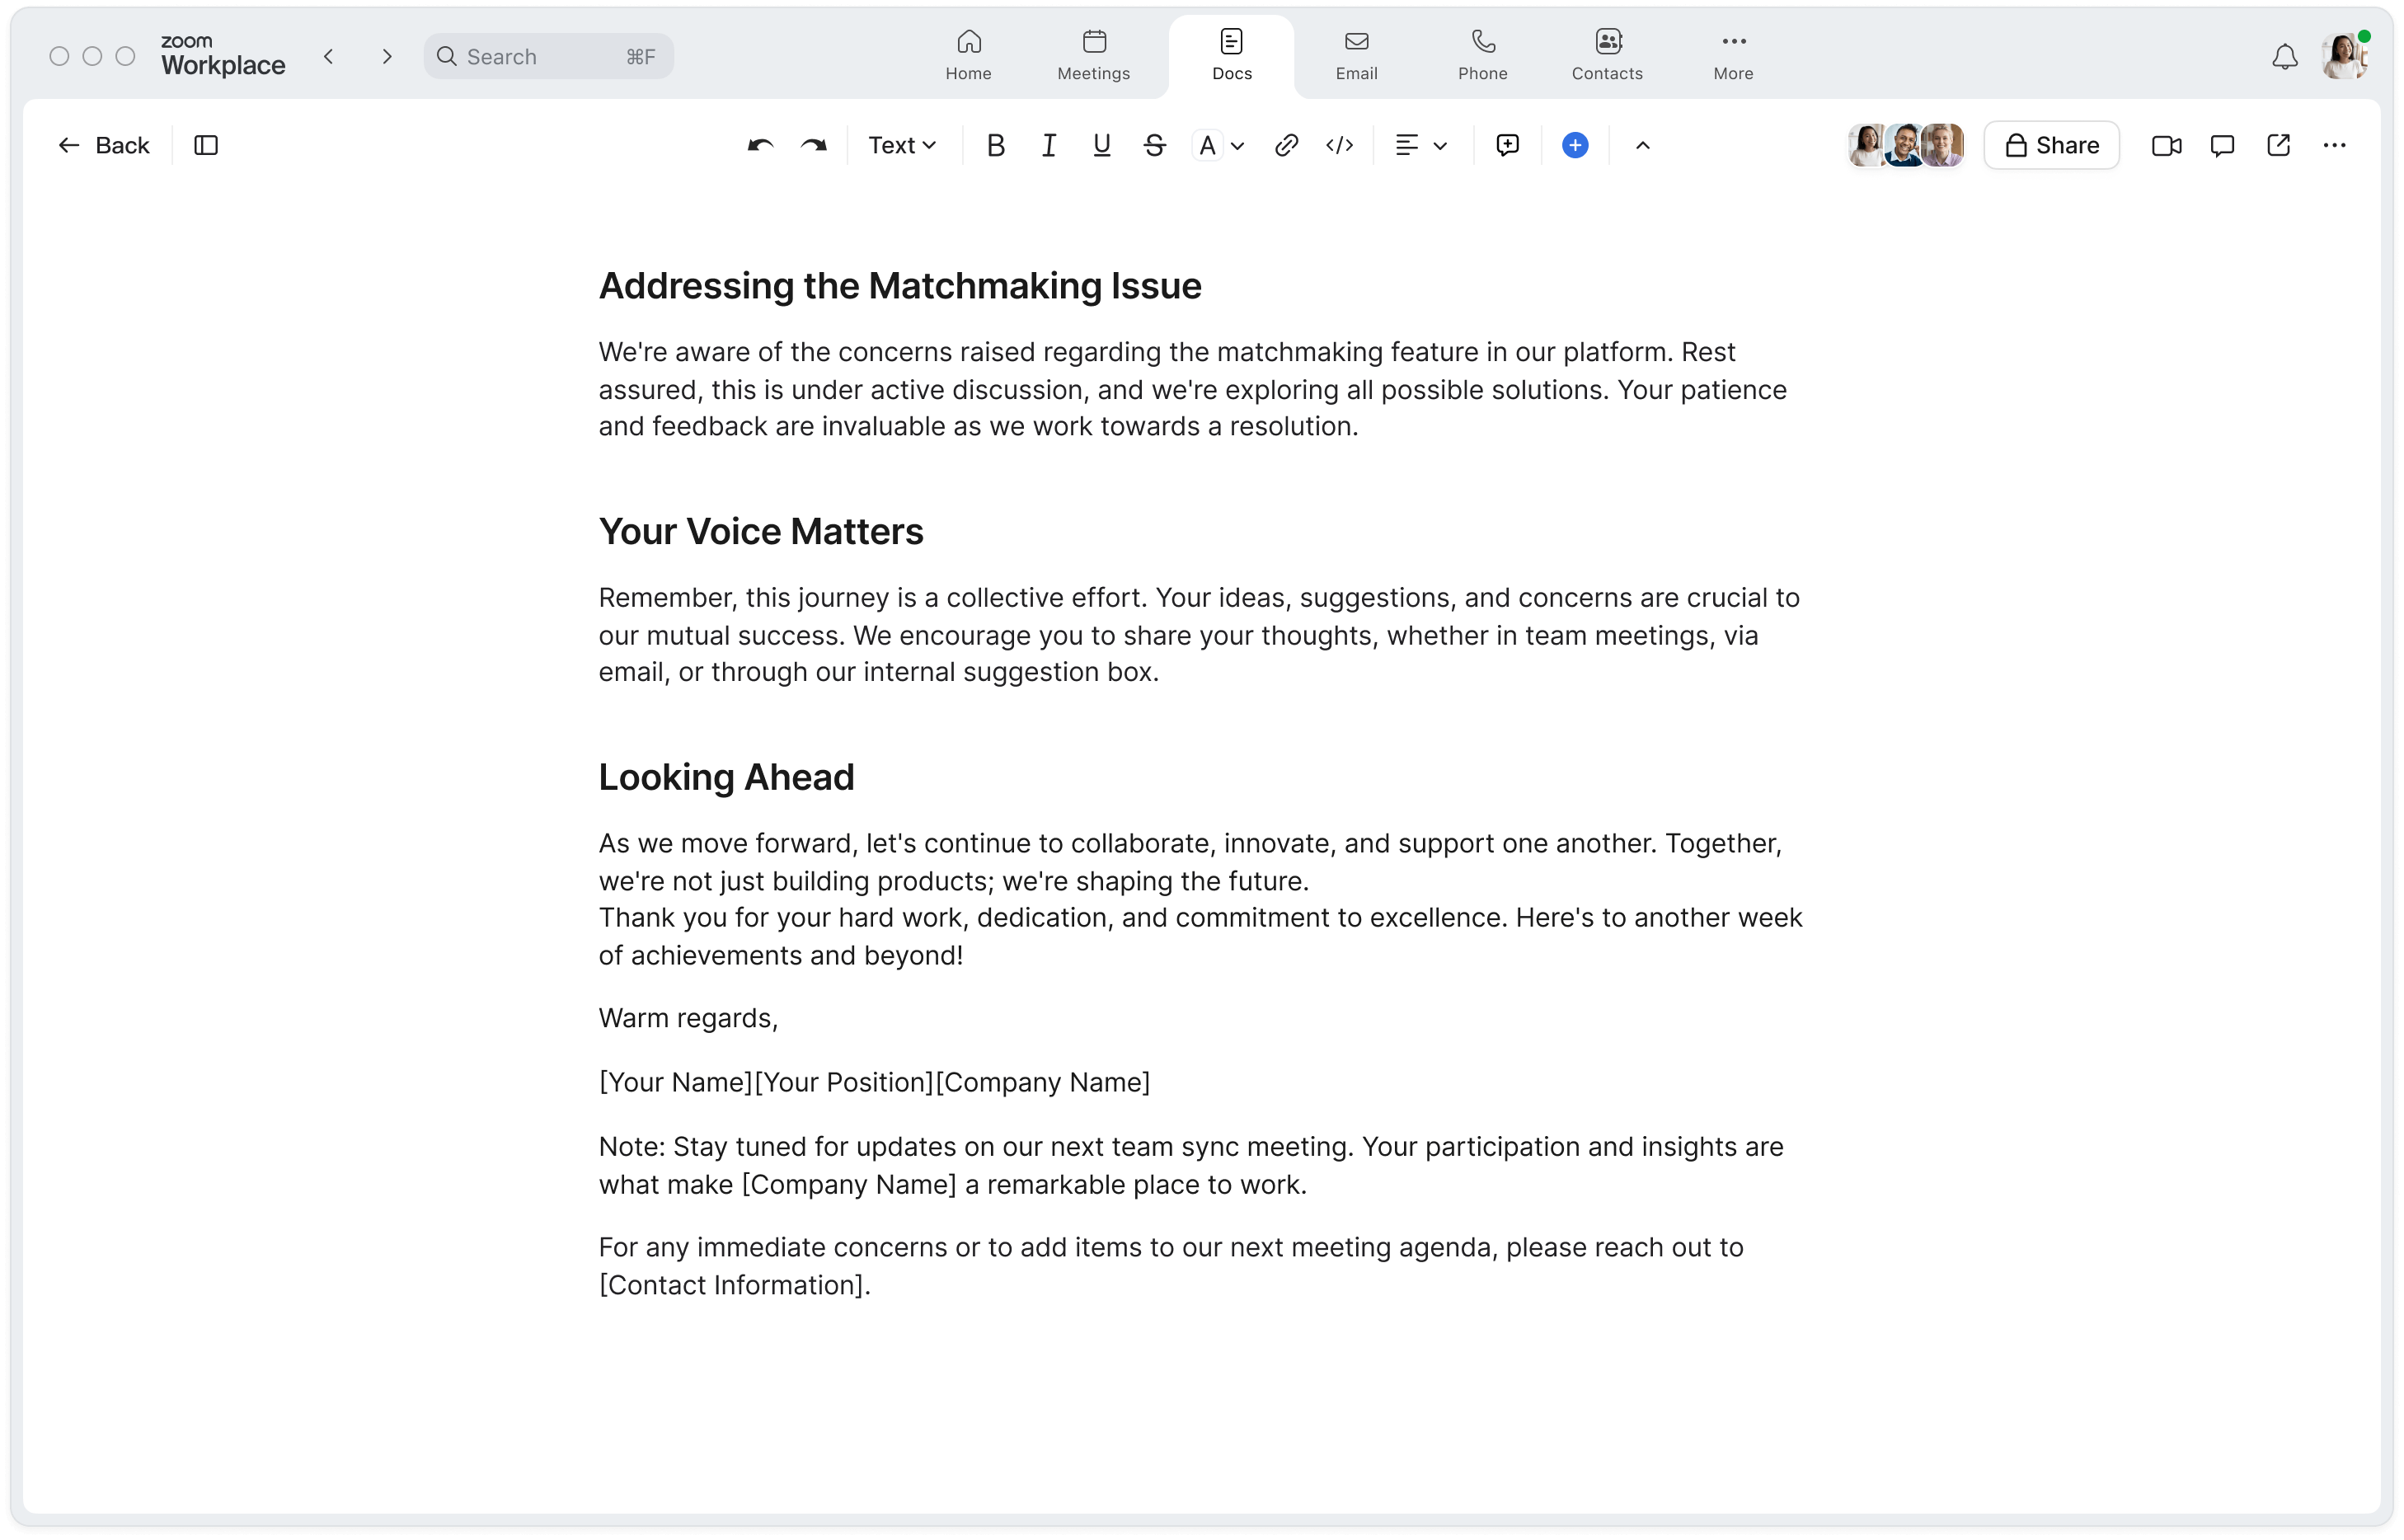 zoom
Workplace
Search
⌘F
Home
Meetings
Docs
Email
Phone
Contacts
More
Back
Text
B
I
U
S
A
</>
Share
Addressing the Matchmaking Issue
We're aware of the concerns raised regarding the matchmaking feature in our platform. Rest
assured, this is under active discussion, and we're exploring all possible solutions. Your patience
and feedback are invaluable as we work towards a resolution.
Your Voice Matters
Remember, this journey is a collective effort. Your ideas, suggestions, and concerns are crucial to
our mutual success. We encourage you to share your thoughts, whether in team meetings, via
email, or through our internal suggestion box.
Looking Ahead
As we move forward, let's continue to collaborate, innovate, and support one another. Together,
we're not just building products; we're shaping the future.
Thank you for your hard work, dedication, and commitment to excellence. Here's to another week
of achievements and beyond!
Warm regards,
[Your Name][Your Position][Company Name]
Note: Stay tuned for updates on our next team sync meeting. Your participation and insights are
what make [Company Name] a remarkable place to work.
For any immediate concerns or to add items to our next meeting agenda, please reach out to
[Contact Information].